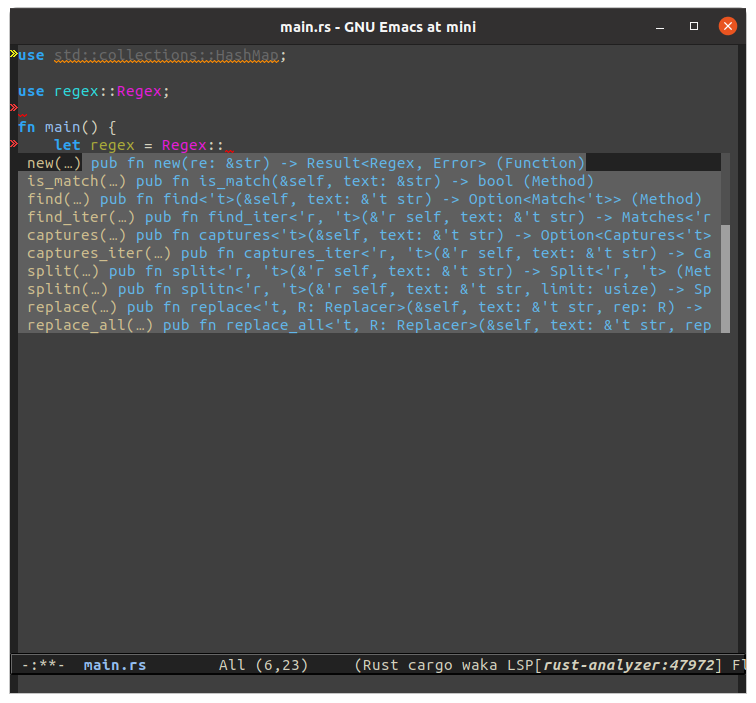 main.rs - GNU Emacs at mini
use std::collections::HashMap;
use regex::Regex;
fn main() {
let regex = Regex::_
new(…) pub fn new(re: &str) -> Result<Regex, Error> (Function)
is_match(…) pub fn is_match(&self, text: &str) -> bool (Method)
find(…) pub fn find<'t>(&self, text: &'t str) -> Option<Match<'t>> (Method)
find_iter(…) pub fn find_iter<'r, 't>(&'r self, text: &'t str) -> Matches<'r
captures(…) pub fn captures<'t>(&self, text: &'t str) -> Option<Captures<'t>
captures_iter(…) pub fn captures_iter<'r, 't>(&'r self, text: &'t str) -> Ca
split(…) pub fn split<'r, 't>(&'r self, text: &'t str) -> Split<'r, 't> (Met
splitn(…) pub fn splitn<'r, 't>(&'r self, text: &'t str, limit: usize) -> Sp
replace(…) pub fn replace<'t, R: Replacer>(&self, text: &'t str, rep: R) ->
replace_all(…) pub fn replace_all<'t, R: Replacer>(&self, text: &'t str, rep
-:**- main.rs All (6,23) (Rust cargo waka LSP[rust-analyzer:47972] Fl